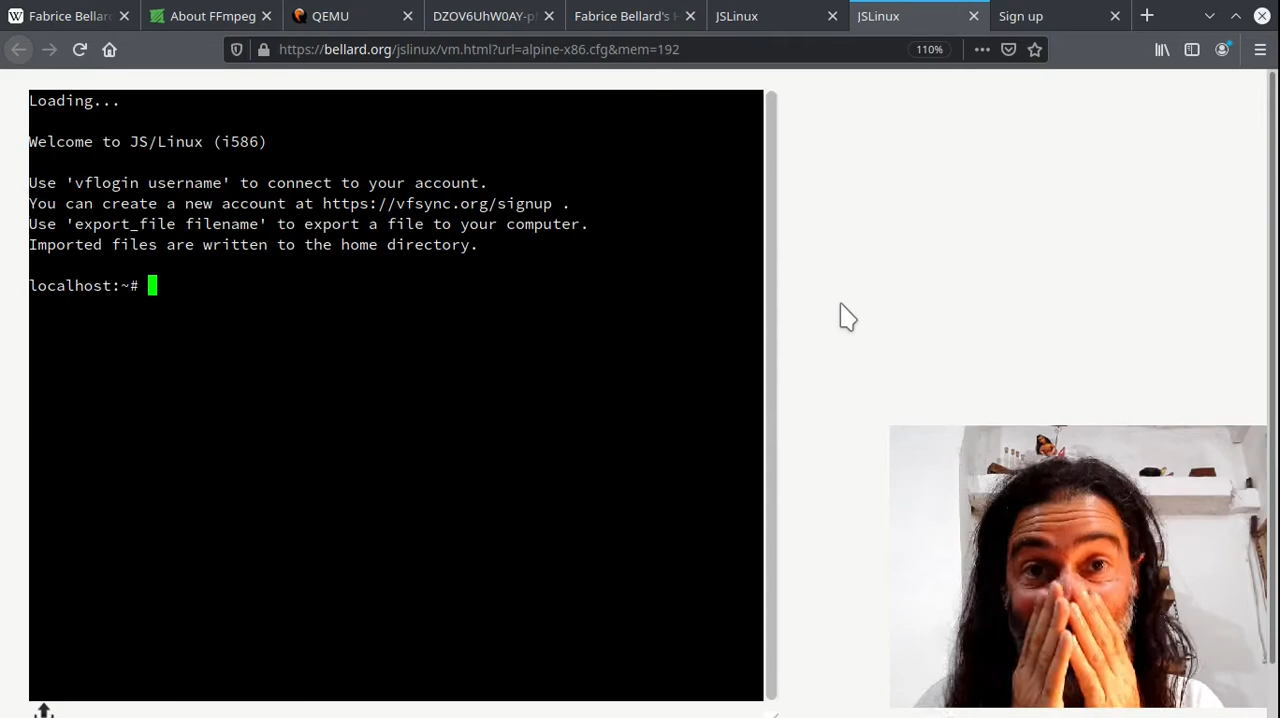 Fabrice Bellard
About FFmpeg
QEMU
DZOV6UhW0AY-p
Fabrice Bellard's H
JSLinux
JSLinux
Sign up
https://bellard.org/jslinux/vm.html?url=alpine-x86.cfg&mem=192
110%
Loading...
Welcome to JS/Linux (i586)
Use 'vflogin username' to connect to your account.
You can create a new account at https://vfsync.org/signup .
Use 'export_file filename' to export a file to your computer.
Imported files are written to the home directory.
localhost:~#